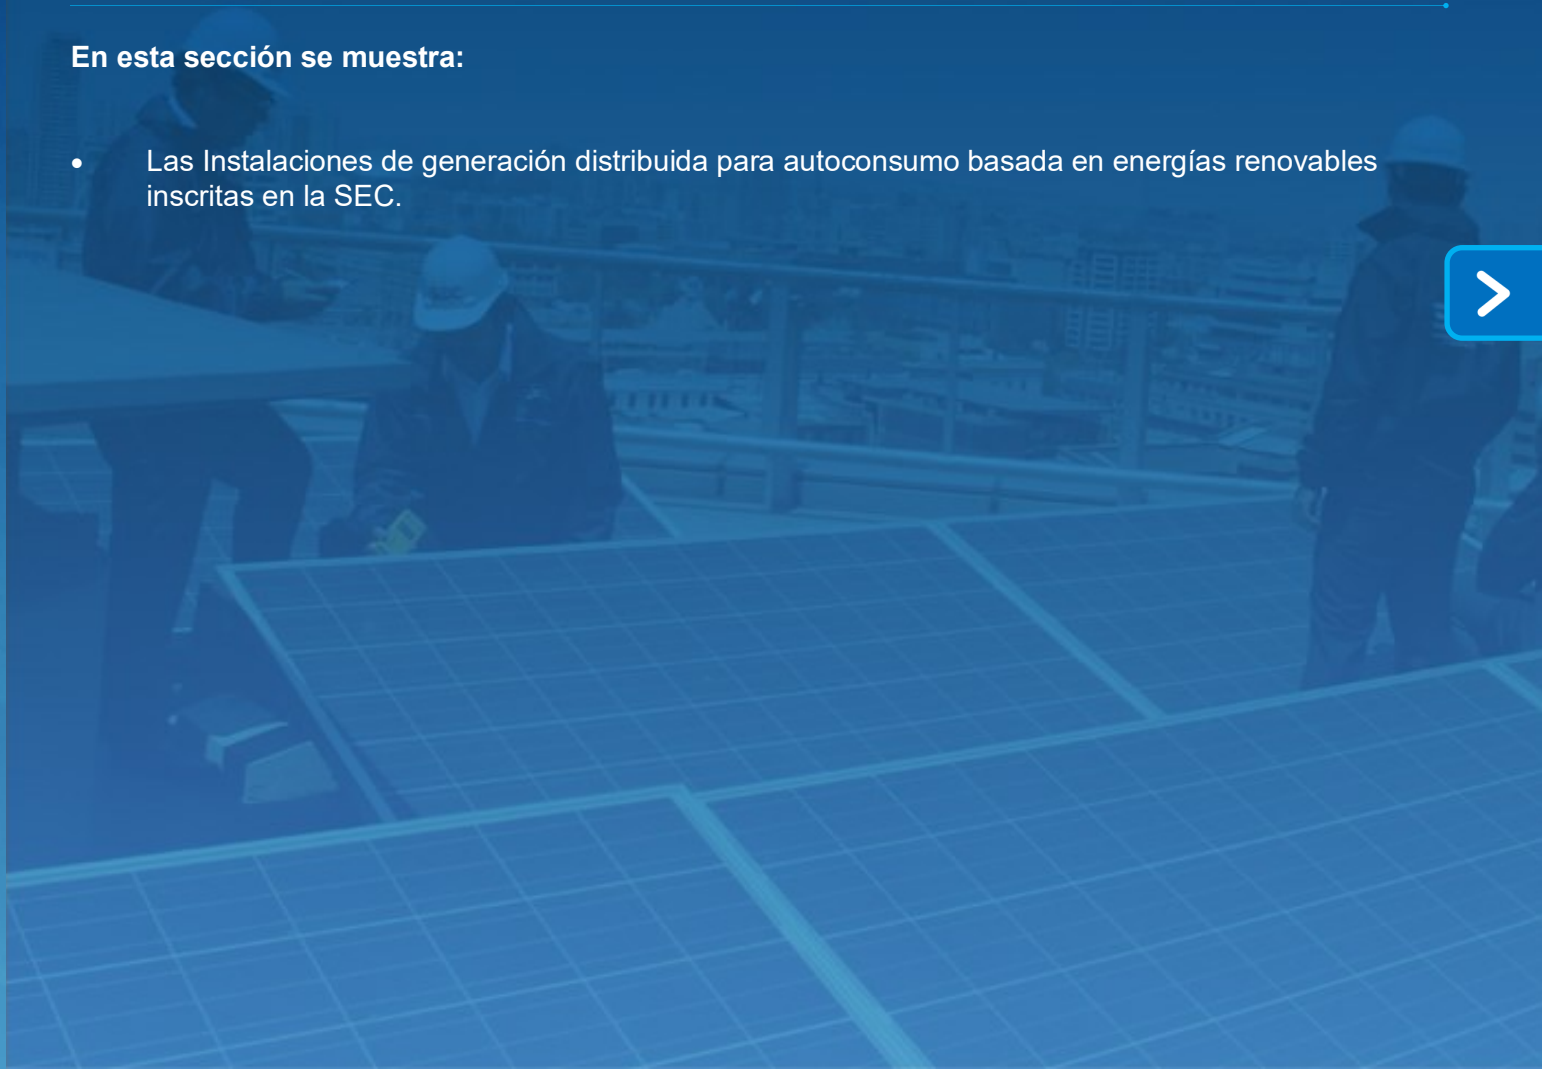 En esta sección se muestra:
• Las Instalaciones de generación distribuida para autoconsumo basada en energías renovables
inscritas en la SEC.